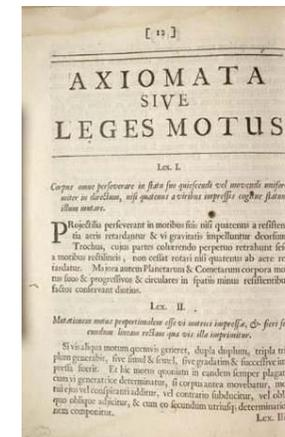 [ 12 ]
AXIOMATA
SIVE
LEGES MOTUS
Lex. I.
Corpus omne perseverare in statu suo quiescendi vel movendi unifor-
miter in directum, nisi quatenus a viribus impressis cogitur statum
illum mutare.
PRojectilia perseverant in motibus suis nisi quatenus a resisten-
tia aeris retardantur & vi gravitatis impelluntur deorsum.
Trochus, cujus partes cohærendo perpetuo retrahunt sese
a motibus rectilineis, non cessat rotari nisi quatenus ab aere re-
tardatur. Majora autem Planetarum & Cometarum corpora mo-
tus suos & progressivos & circulares in spatiis minus resistentibus
factos conservant diutius.
Lex. II.
Mutationem motus proportionalem esse vi motrici impressæ, & fieri se-
cundum lineam rectam qua vis illa imprimitur.
Si vis aliqua motum quemvis generet, dupla duplum, tripla tri-
plum generabit, sive simul & semel, sive gradatim & successive im-
pressa fuerit. Et hic motus quoniam in eandem semper plagam
cum vi generatrice determinatur, si corpus antea movebatur, mo-
tui ejus vel conspiranti additur, vel contrario subducitur, vel obli-
quo oblique adjicitur, & cum eo secundum utriusq; determinatio-
nem componitur.
Lex. III